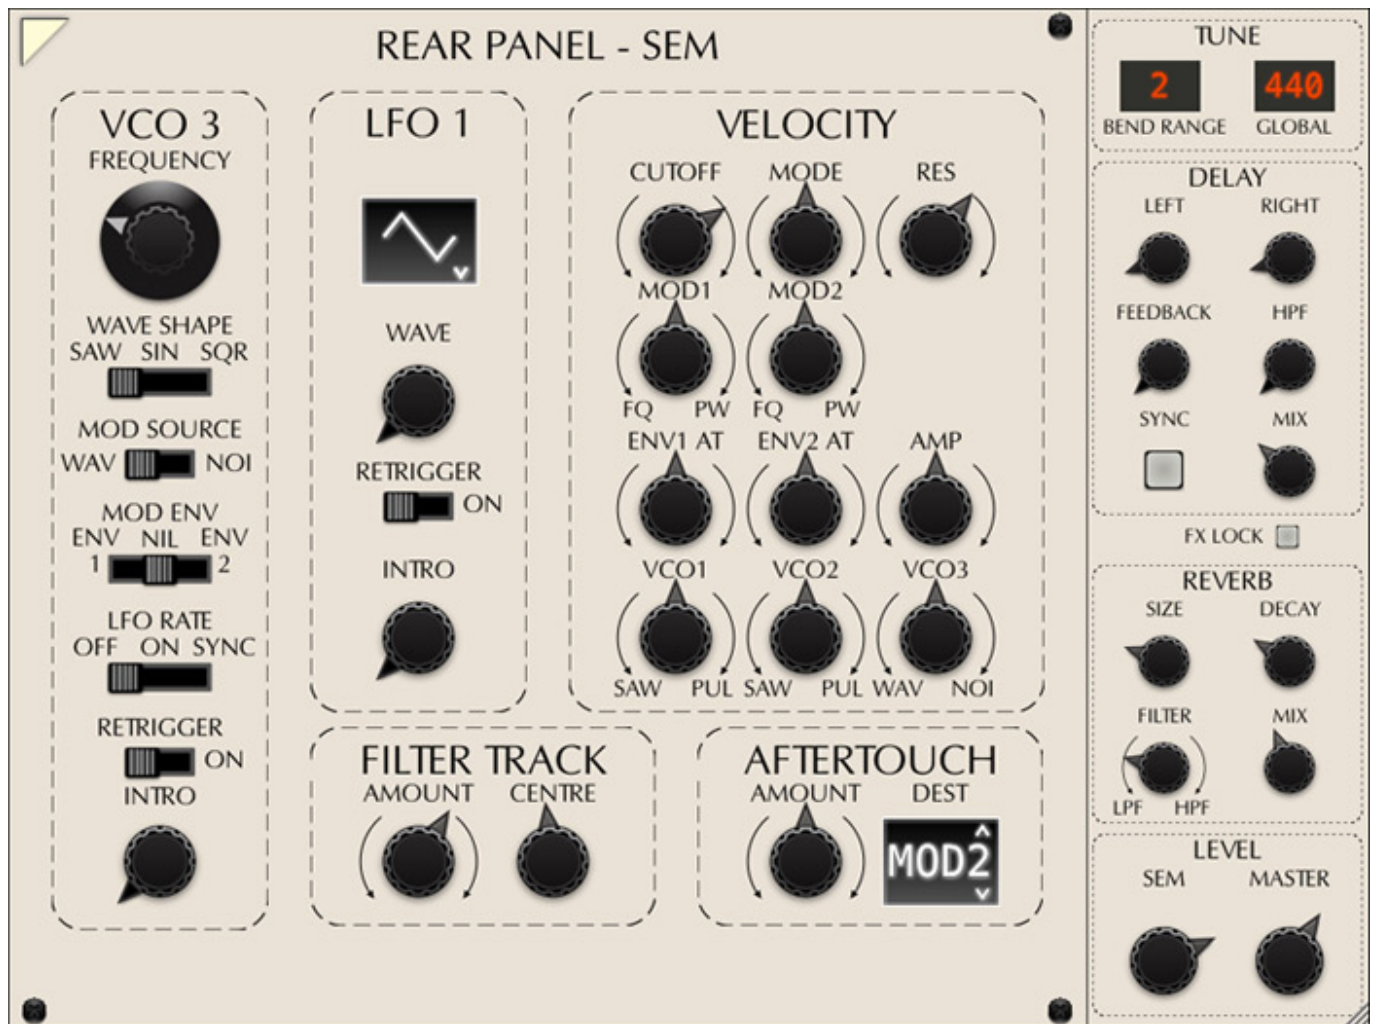 REAR PANEL - SEM
VCO 3
FREQUENCY
WAVE SHAPE
SAW SIN SQR
MOD SOURCE
WAV NOI
MOD ENV
ENV NIL ENV
1 2
LFO RATE
OFF ON SYNC
RETRIGGER
ON
INTRO
LFO 1
WAVE
RETRIGGER
ON
INTRO
VELOCITY
CUTOFF MODE RES
MOD1 MOD2
FQ PW FQ PW
ENV1 AT ENV2 AT AMP
VCO1 VCO2 VCO3
SAW PUL SAW PUL WAV NOI
FILTER TRACK
AMOUNT CENTRE
AFTERTOUCH
AMOUNT DEST
MOD2
TUNE
2 440
BEND RANGE GLOBAL
DELAY
LEFT RIGHT
FEEDBACK HPF
SYNC MIX
FX LOCK
REVERB
SIZE DECAY
FILTER MIX
LPF HPF
LEVEL
SEM MASTER